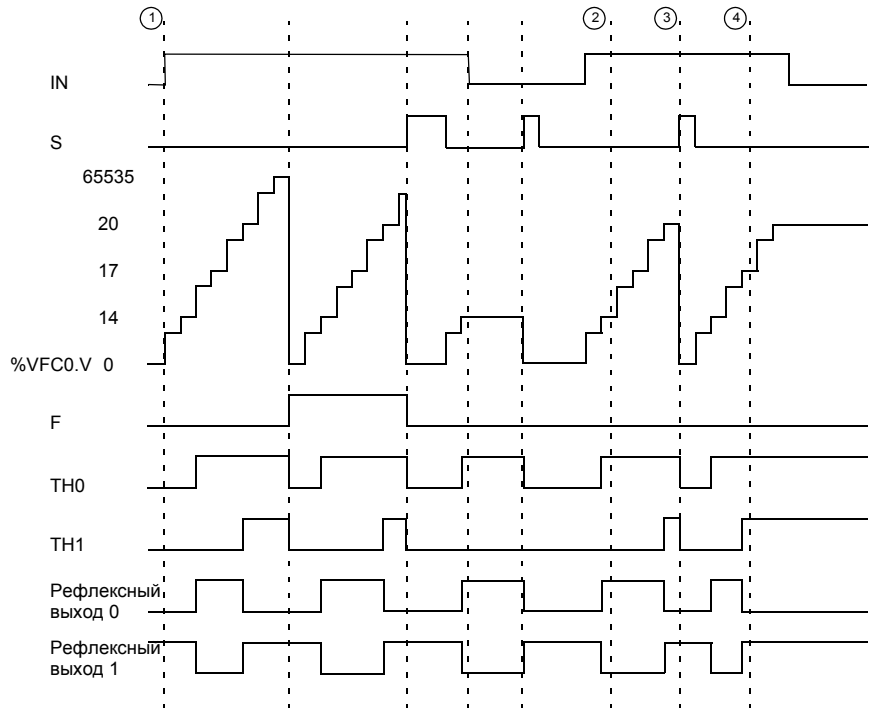 1 2 3 4
IN
S
65535
20
17
14
%VFC0.V 0
F
TH0
TH1
Рефлексный
выход 0
Рефлексный
выход 1